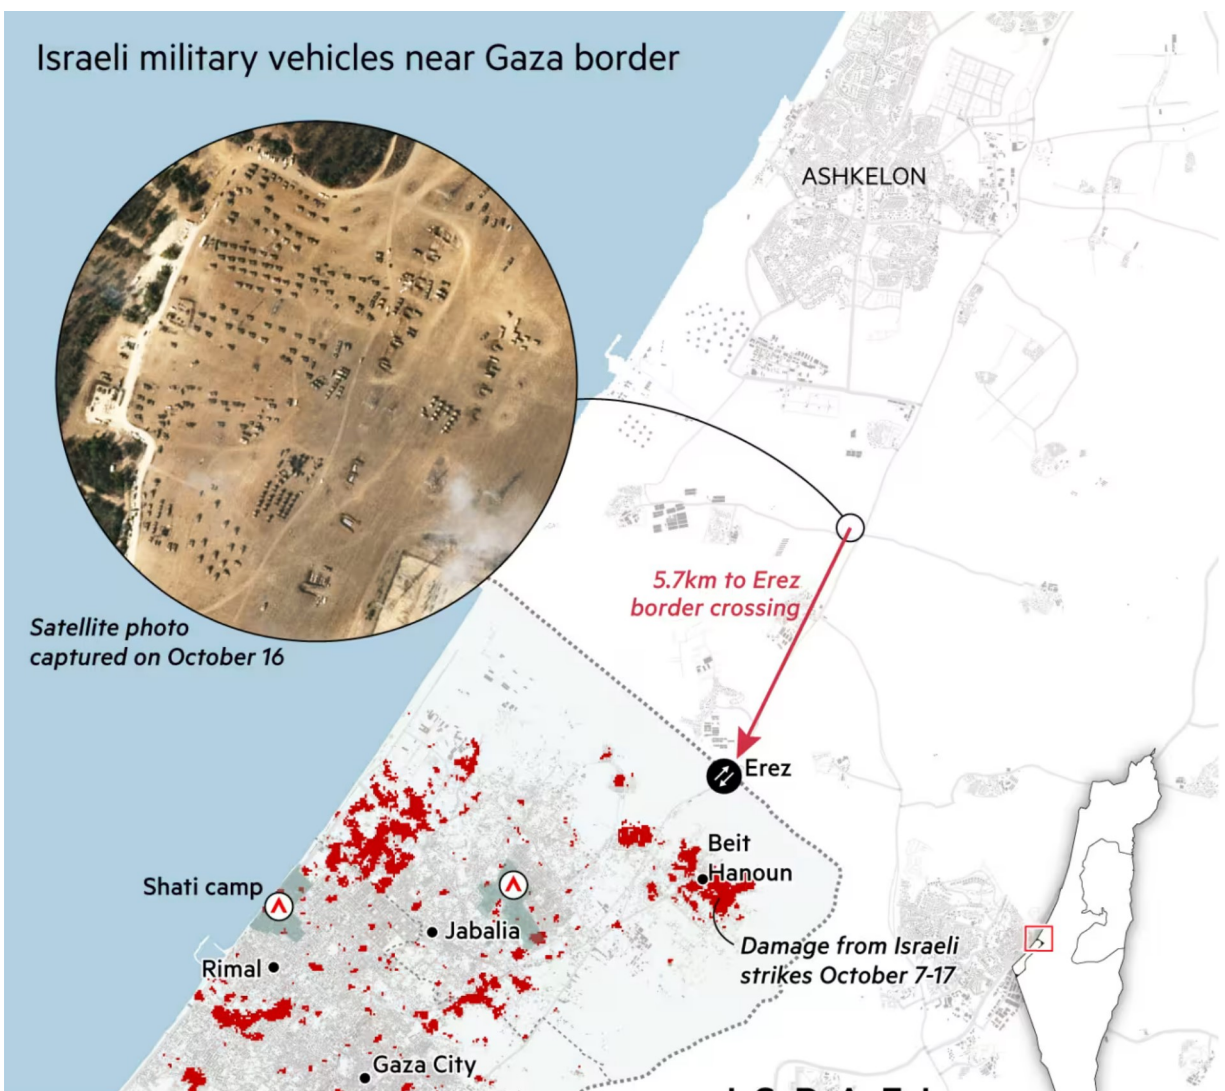 Israeli military vehicles near Gaza border
ASHKELON
5.7km to Erez
border crossing
Satellite photo
captured on October 16
Erez
Beit
Hanoun
Shati camp
Jabalia
Damage from Israeli
strikes October 7-17
Rimal
Gaza City